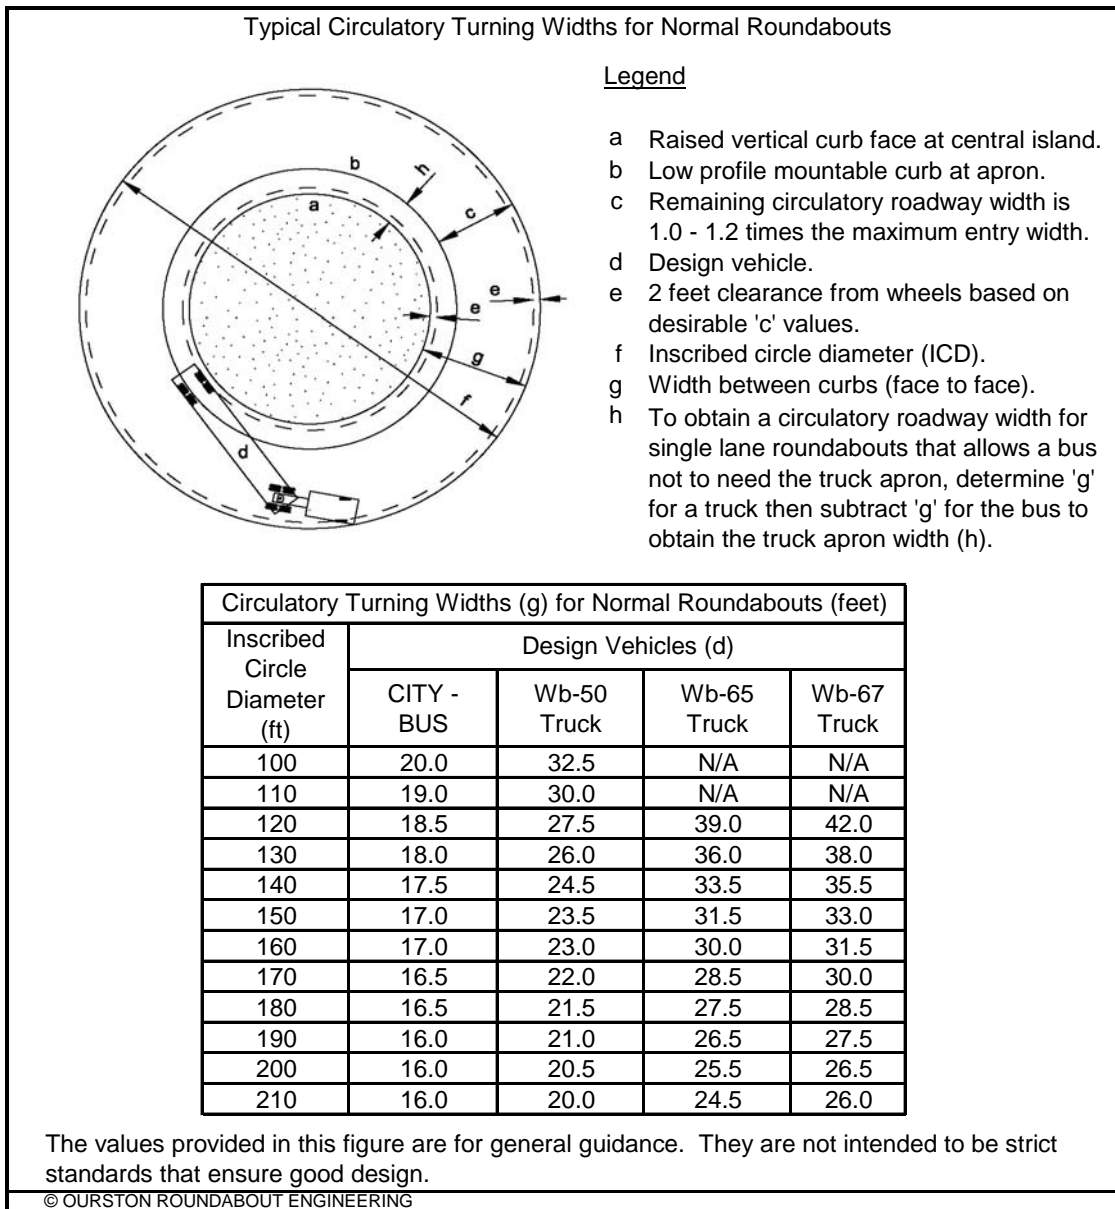 Typical Circulatory Turning Widths for Normal Roundabouts
Legend
a Raised vertical curb face at central island.
b Low profile mountable curb at apron.
c Remaining circulatory roadway width is
1.0 - 1.2 times the maximum entry width.
d Design vehicle.
e 2 feet clearance from wheels based on
desirable 'c' values.
f Inscribed circle diameter (ICD).
g Width between curbs (face to face).
h To obtain a circulatory roadway width for
single lane roundabouts that allows a bus
not to need the truck apron, determine 'g'
for a truck then subtract 'g' for the bus to
obtain the truck apron width (h).
b
h
a
c
e
e
g
f
d
Circulatory Turning Widths (g) for Normal Roundabouts (feet)
Inscribed
Circle
Diameter
(ft)
Design Vehicles (d)
CITY -
BUS
Wb-50
Truck
Wb-65
Truck
Wb-67
Truck
100 20.0 32.5 N/A N/A
110 19.0 30.0 N/A N/A
120 18.5 27.5 39.0 42.0
130 18.0 26.0 36.0 38.0
140 17.5 24.5 33.5 35.5
150 17.0 23.5 31.5 33.0
160 17.0 23.0 30.0 31.5
170 16.5 22.0 28.5 30.0
180 16.5 21.5 27.5 28.5
190 16.0 21.0 26.5 27.5
200 16.0 20.5 25.5 26.5
210 16.0 20.0 24.5 26.0
The values provided in this figure are for general guidance. They are not intended to be strict
standards that ensure good design.
© OURSTON ROUNDABOUT ENGINEERING